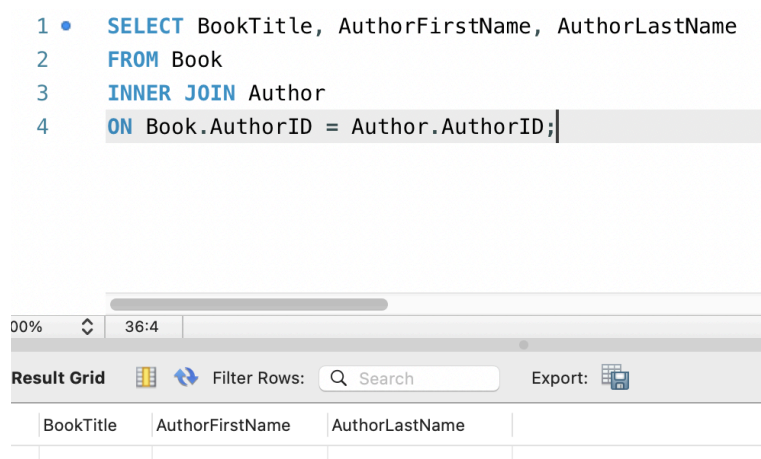 1 SELECT BookTitle, AuthorFirstName, AuthorLastName
2 FROM Book
3 INNER JOIN Author
4 ON Book.AuthorID = Author.AuthorID;
00% 36:4
Result Grid Filter Rows: Search Export:
BookTitle AuthorFirstName AuthorLastName